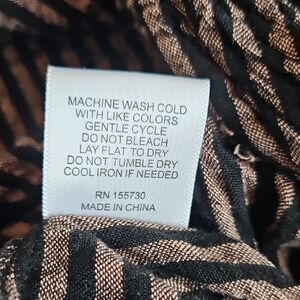 MACHINE WASH COLD
WITH LIKE COLORS
GENTLE CYCLE
DO NOT BLEACH
LAY FLAT TO DRY
DO NOT TUMBLE DRY
COOL IRON IF NEEDED
RN 155730
MADE IN CHINA